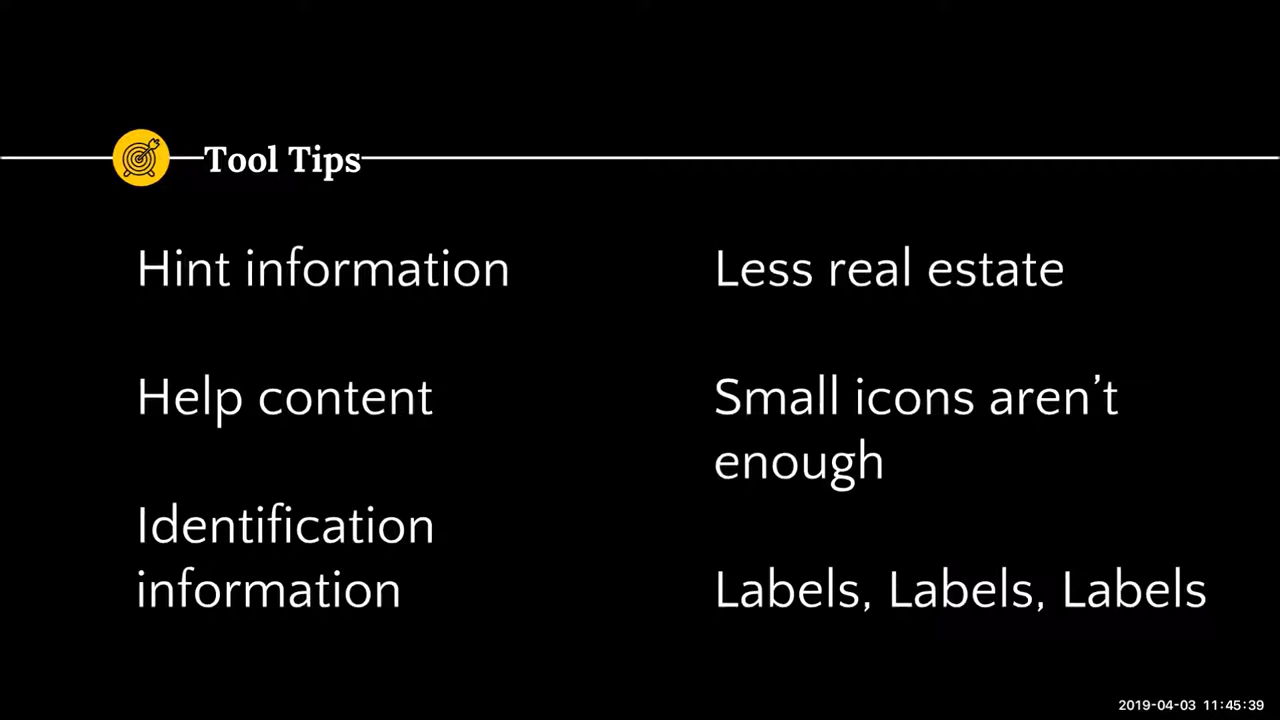 Tool Tips
Hint information
Help content
Identification
information
Less real estate
Small icons aren’t
enough
Labels, Labels, Labels
2019-04-03 11:45:39